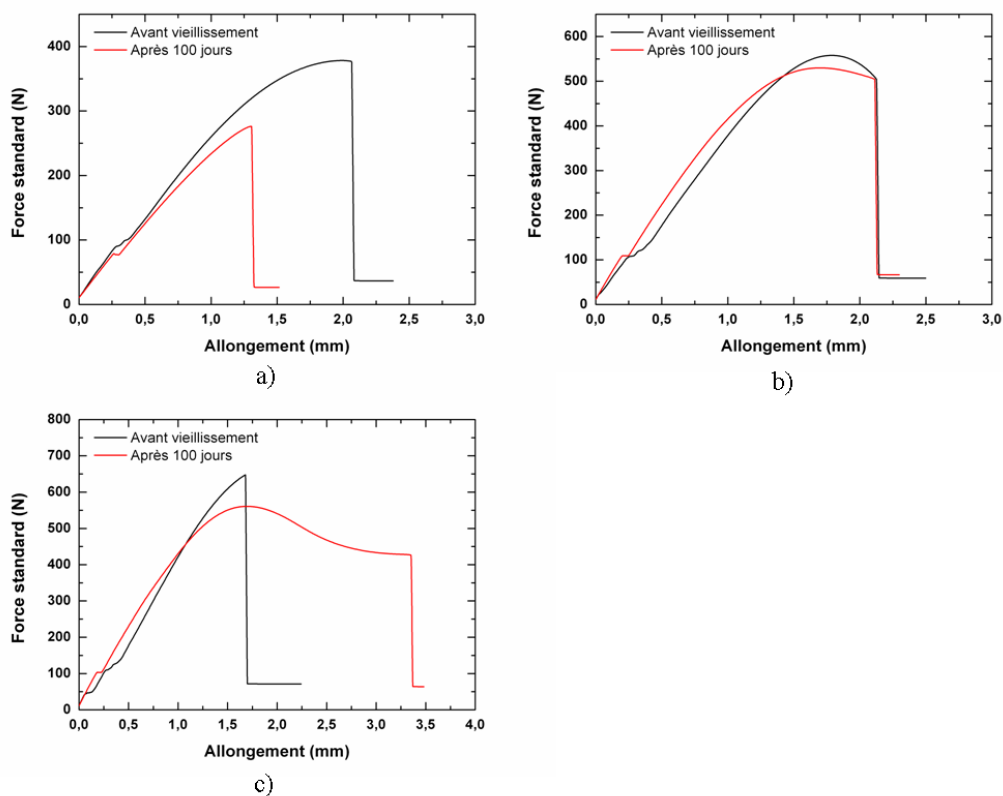 Avant vieillissement
Après 100 jours
Force standard (N)
400
300
200
100
0
0,0 0,5 1,0 1,5 2,0 2,5 3,0
Allongement (mm)
a)
Avant vieillissement
Après 100 jours
Force standard (N)
600
500
400
300
200
100
0
0,0 0,5 1,0 1,5 2,0 2,5 3,0
Allongement (mm)
b)
Avant vieillissement
Après 100 jours
Force standard (N)
800
700
600
500
400
300
200
100
0
0,0 0,5 1,0 1,5 2,0 2,5 3,0 3,5 4,0
Allongement (mm)
c)